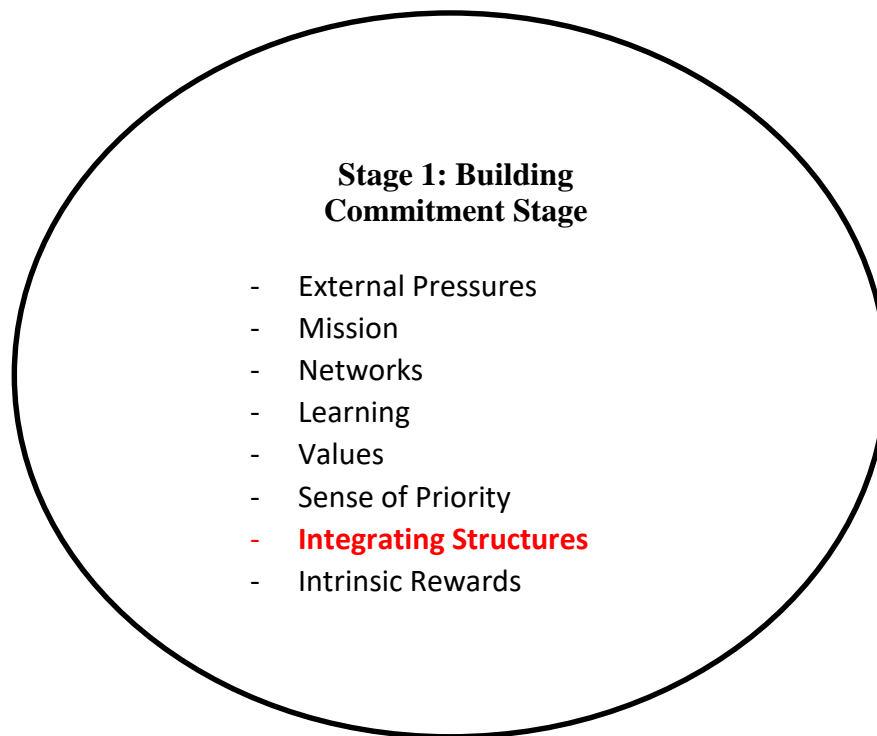 Stage 1: Building
Commitment Stage
- External Pressures
- Mission
- Networks
- Learning
- Values
- Sense of Priority
- Integrating Structures
- Intrinsic Rewards